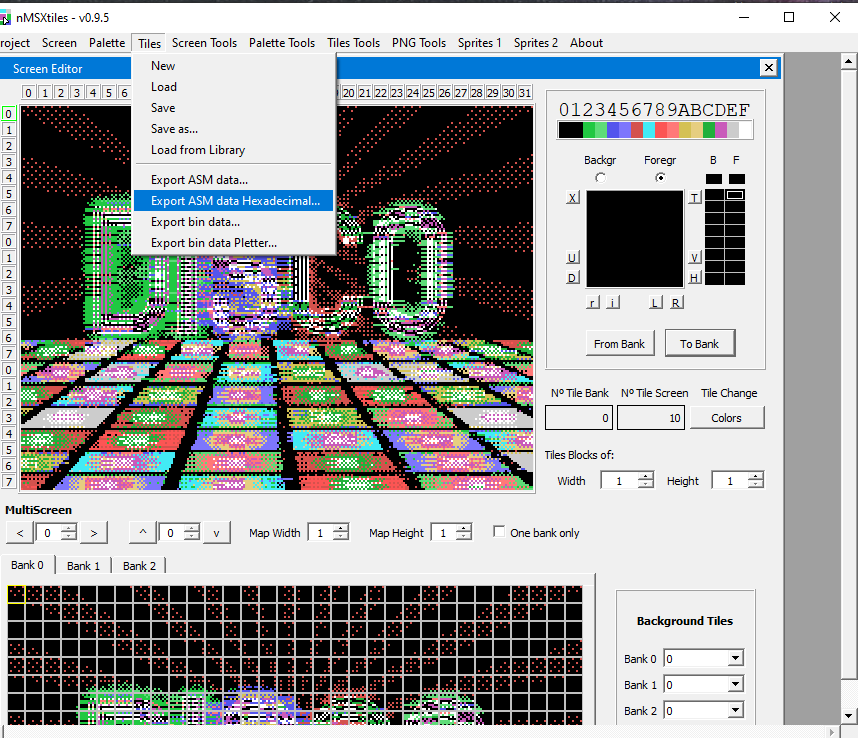 nMSXtiles - v0.9.5
roject Screen Palette Tiles Screen Tools Palette Tools Tiles Tools PNG Tools Sprites 1 Sprites 2 About
Screen Editor
New
Load
Save
Save as...
Load from Library
Export ASM data...
Export ASM data Hexadecimal...
Export bin data...
Export bin data Pletter...
0 1 2 3 4 5 6
20 21 22 23 24 25 26 27 28 29 30 31
0
1
2
3
4
5
6
7
0
1
2
3
4
5
6
7
0
1
2
3
4
5
6
7
0123456789ABCDEF
Backgr Foregr B F
X T
U V
D H
r i L R
From Bank To Bank
Nº Tile Bank Nº Tile Screen Tile Change
0 10 Colors
Tiles Blocks of:
Width 1 Height 1
MultiScreen
< 0 > ^ 0 v Map Width 1 Map Height 1 One bank only
Bank 0 Bank 1 Bank 2
Background Tiles
Bank 0 0
Bank 1 0
Bank 2 0